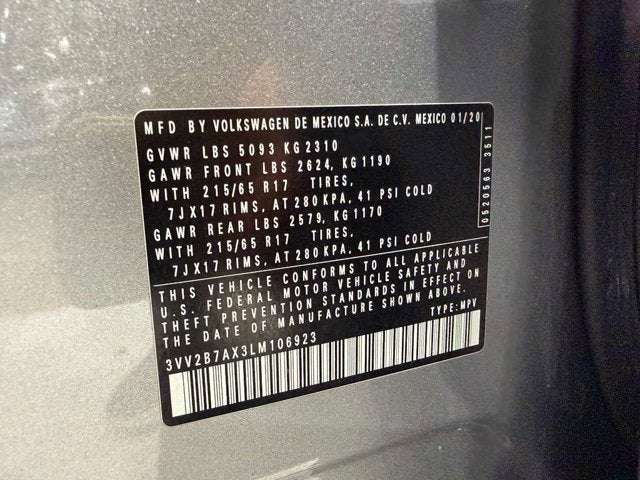 MFD BY VOLKSWAGEN DE MEXICO S.A. DE C.V. MEXICO 01/20
GVWR LBS 5093 KG 2310
GAWR FRONT LBS 2624, KG 1190
WITH 215/65 R17 TIRES,
7JX17 RIMS, AT 280 KPA, 41 PSI COLD
GAWR REAR LBS 2579, KG 1170
WITH 215/65 R17 TIRES,
7JX17 RIMS, AT 280 KPA, 41 PSI COLD
THIS VEHICLE CONFORMS TO ALL APPLICABLE
U.S. FEDERAL MOTOR VEHICLE SAFETY AND
THEFT PREVENTION STANDARDS IN EFFECT ON
THE DATE OF MANUFACTURE SHOWN ABOVE.
3VV2B7AX3LM106923 TYPE: MPV
0520563 3511